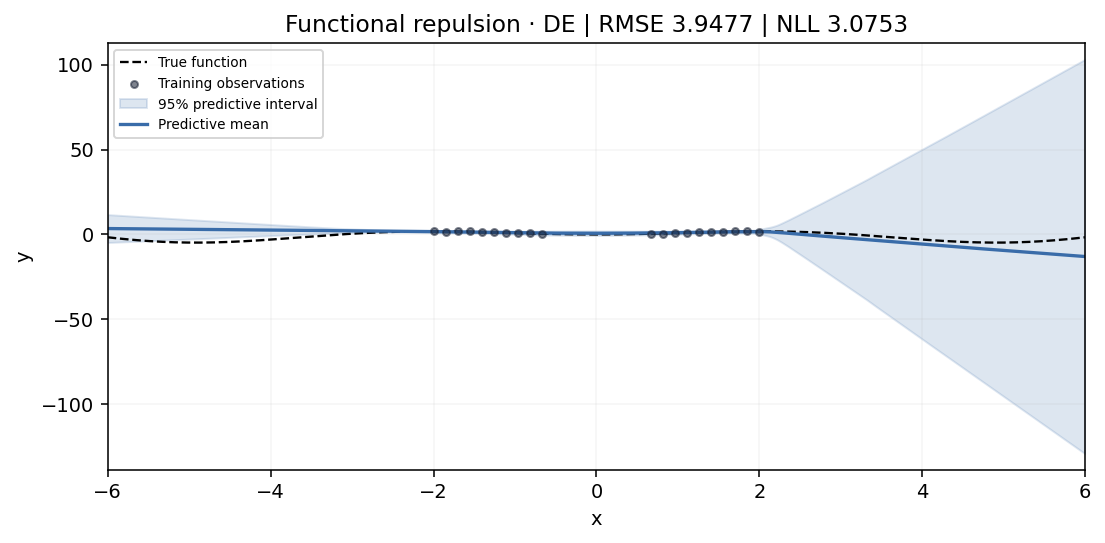 Functional repulsion · DE | RMSE 3.9477 | NLL 3.0753
True function
Training observations
95% predictive interval
Predictive mean
100
50
0
−50
−100
y
−6 −4 −2 0 2 4 6
x